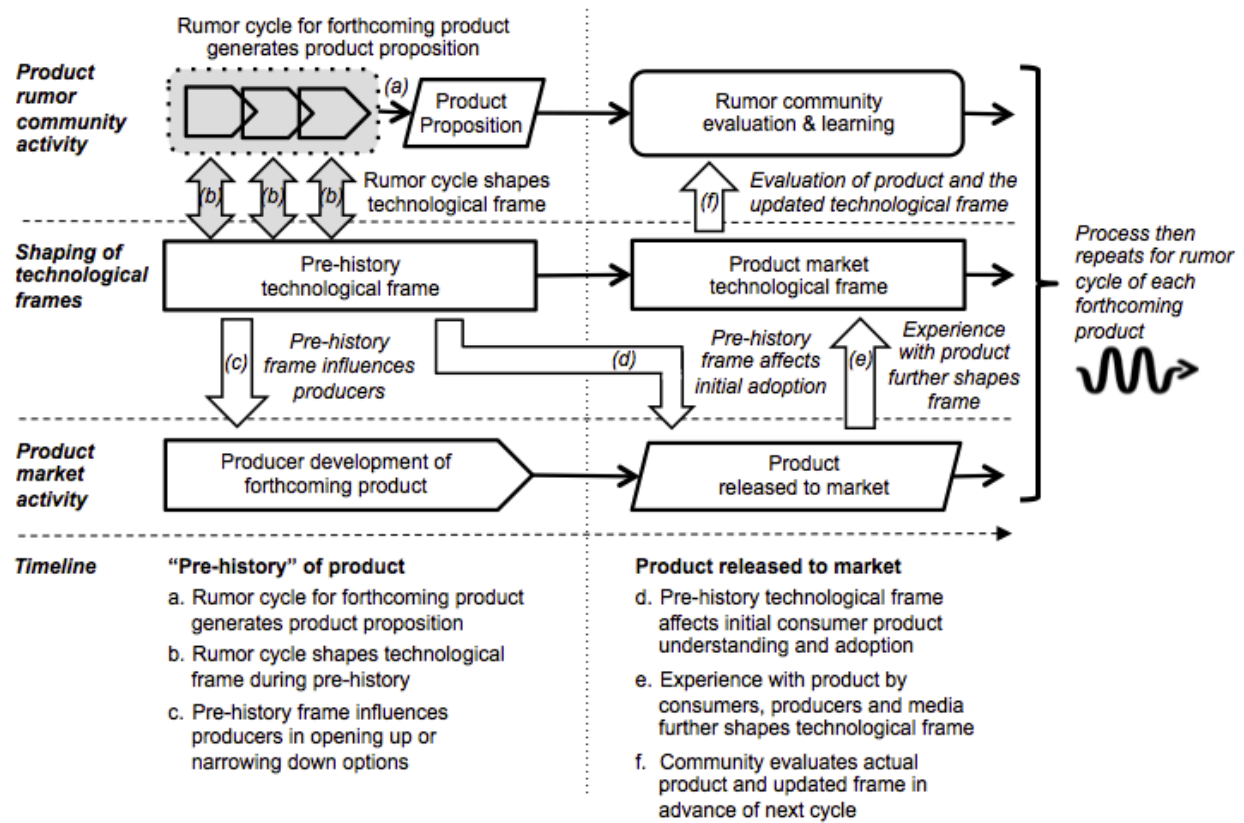 Rumor cycle for forthcoming product
generates product proposition
Product
rumor
community
activity
(a)
Product
Proposition
Rumor community
evaluation & learning
(b)
(b)
(b)
Rumor cycle shapes
technological frame
(f)
Evaluation of product and the
updated technological frame
Shaping of
technological
frames
Pre-history
technological frame
Product market
technological frame
Process then
repeats for rumor
cycle of each
forthcoming
product
(c)
Pre-history
frame influences
producers
(d)
Pre-history
frame affects
initial adoption
(e)
Experience
with product
further shapes
frame
Product
market
activity
Producer development of
forthcoming product
Product
released to market
Timeline
“Pre-history” of product
a. Rumor cycle for forthcoming product
generates product proposition
b. Rumor cycle shapes technological
frame during pre-history
c. Pre-history frame influences
producers in opening up or
narrowing down options
Product released to market
d. Pre-history technological frame
affects initial consumer product
understanding and adoption
e. Experience with product by
consumers, producers and media
further shapes technological frame
f. Community evaluates actual
product and updated frame in
advance of next cycle